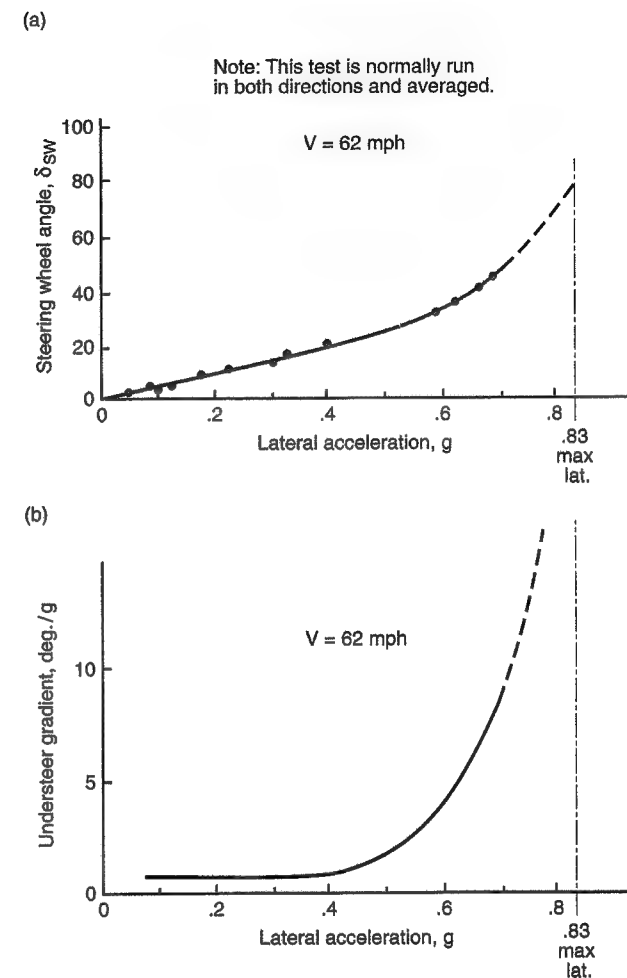 (a)
Note: This test is normally run
in both directions and averaged.
V = 62 mph
Steering wheel angle, δSW
100
80
60
40
20
0
0 .2 .4 .6 .8
.83
max
lat.
Lateral acceleration, g
(b)
V = 62 mph
Understeer gradient, deg./g
10
5
0
0 .2 .4 .6 .8
.83
max
lat.
Lateral acceleration, g